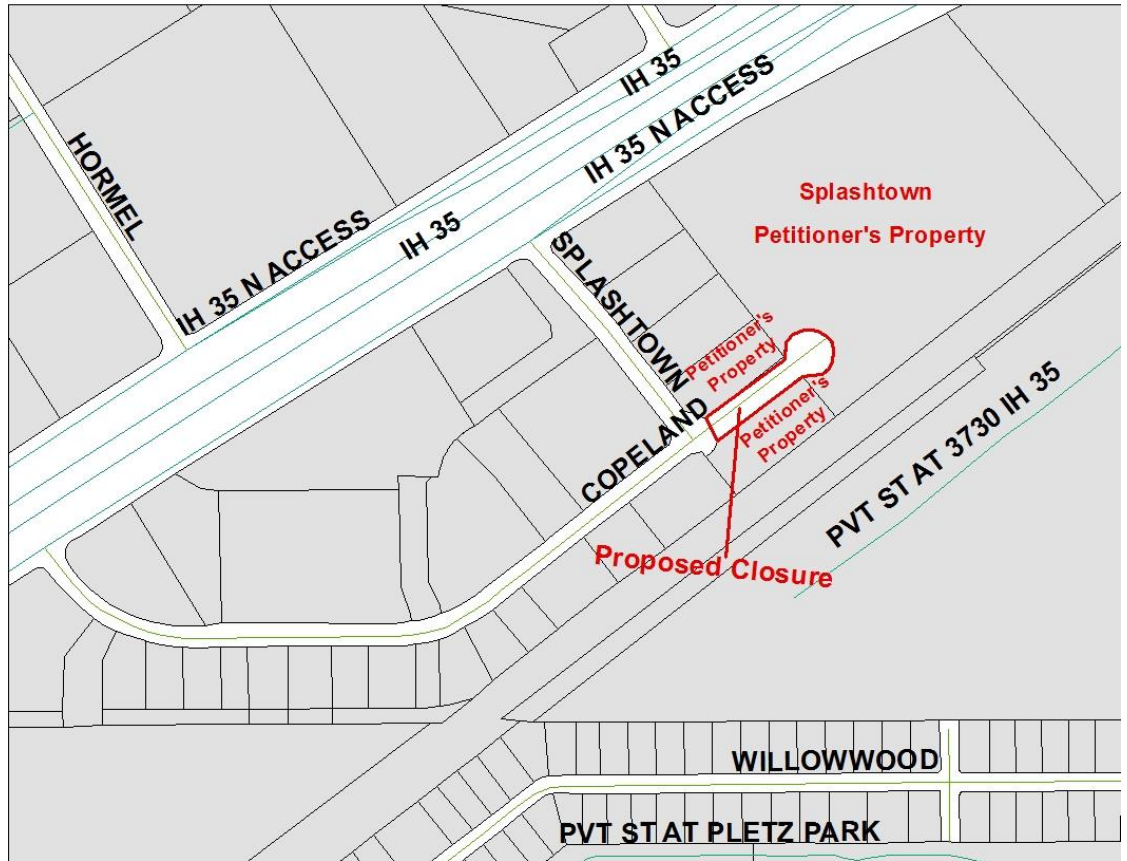 IH 35
IH 35 N ACCESS
HORMEL
Splashtown
Petitioner's Property
IH 35 N ACCESS
IH 35
SPLASHTOWN
Petitioner's
Property
COPELAND
Petitioner's
Property
PVT ST AT 3730 IH 35
Proposed Closure
WILLOWWOOD
PVT ST AT PLETZ PARK